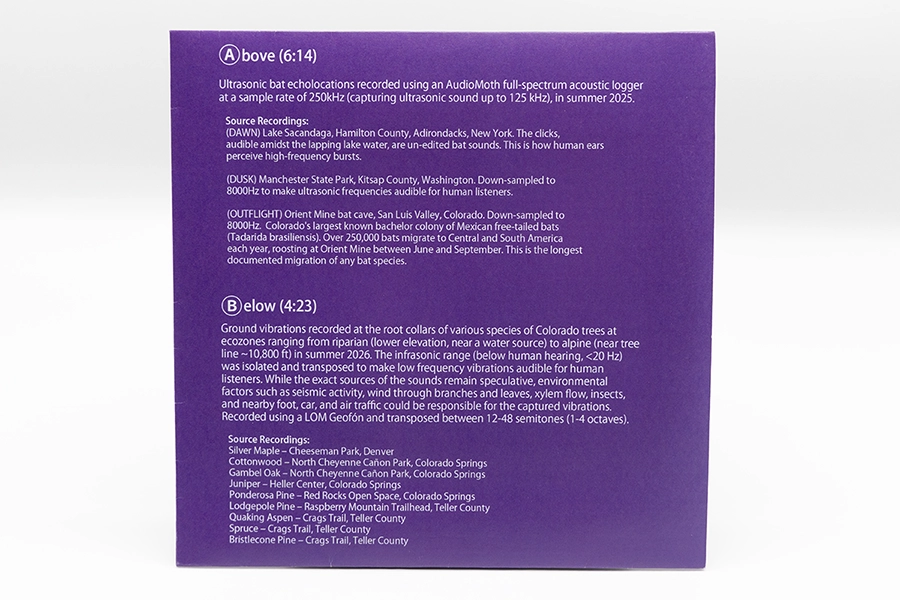 Above (6:14)
Ultrasonic bat echolocations recorded using an AudioMoth full-spectrum acoustic logger
at a sample rate of 250kHz (capturing ultrasonic sound up to 125 kHz), in summer 2025.
Source Recordings:
(DAWN) Lake Sacandaga, Hamilton County, Adirondacks, New York. The clicks,
audible amidst the lapping lake water, are un-edited bat sounds. This is how human ears
perceive high-frequency bursts.
(DUSK) Manchester State Park, Kitsap County, Washington. Down-sampled to
8000Hz to make ultrasonic frequencies audible for human listeners.
(OUTFLIGHT) Orient Mine bat cave, San Luis Valley, Colorado. Down-sampled to
8000Hz. Colorado's largest known bachelor colony of Mexican free-tailed bats
(Tadarida brasiliensis). Over 250,000 bats migrate to Central and South America
each year, roosting at Orient Mine between June and September. This is the longest
documented migration of any bat species.
Below (4:23)
Ground vibrations recorded at the root collars of various species of Colorado trees at
ecozones ranging from riparian (lower elevation, near a water source) to alpine (near tree
line ~10,800 ft) in summer 2026. The infrasonic range (below human hearing, <20 Hz)
was isolated and transposed to make low frequency vibrations audible for human
listeners. While the exact sources of the sounds remain speculative, environmental
factors such as seismic activity, wind through branches and leaves, xylem flow, insects,
and nearby foot, car, and air traffic could be responsible for the captured vibrations.
Recorded using a LOM Geofón and transposed between 12-48 semitones (1-4 octaves).
Source Recordings:
Silver Maple – Cheeseman Park, Denver
Cottonwood – North Cheyenne Cañon Park, Colorado Springs
Gambel Oak – North Cheyenne Cañon Park, Colorado Springs
Juniper – Heller Center, Colorado Springs
Ponderosa Pine – Red Rocks Open Space, Colorado Springs
Lodgepole Pine – Raspberry Mountain Trailhead, Teller County
Quaking Aspen – Crags Trail, Teller County
Spruce – Crags Trail, Teller County
Bristlecone Pine – Crags Trail, Teller County